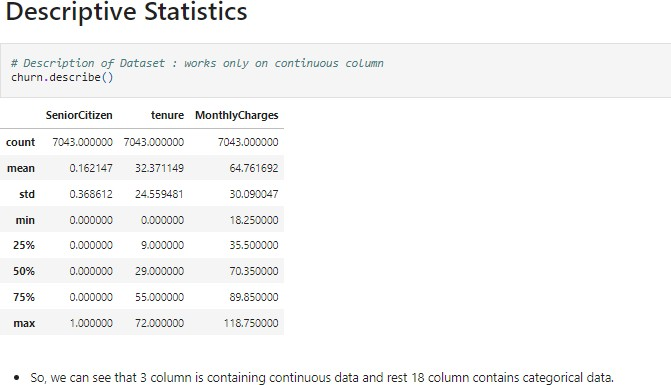 Descriptive Statistics
# Description of Dataset : works only on continuous column
churn.describe()
SeniorCitizen tenure MonthlyCharges
count 7043.000000 7043.000000 7043.000000
mean 0.162147 32.371149 64.761692
std 0.368612 24.559481 30.090047
min 0.000000 0.000000 18.250000
25% 0.000000 9.000000 35.500000
50% 0.000000 29.000000 70.350000
75% 0.000000 55.000000 89.850000
max 1.000000 72.000000 118.750000
• So, we can see that 3 column is containing continuous data and rest 18 column contains categorical data.